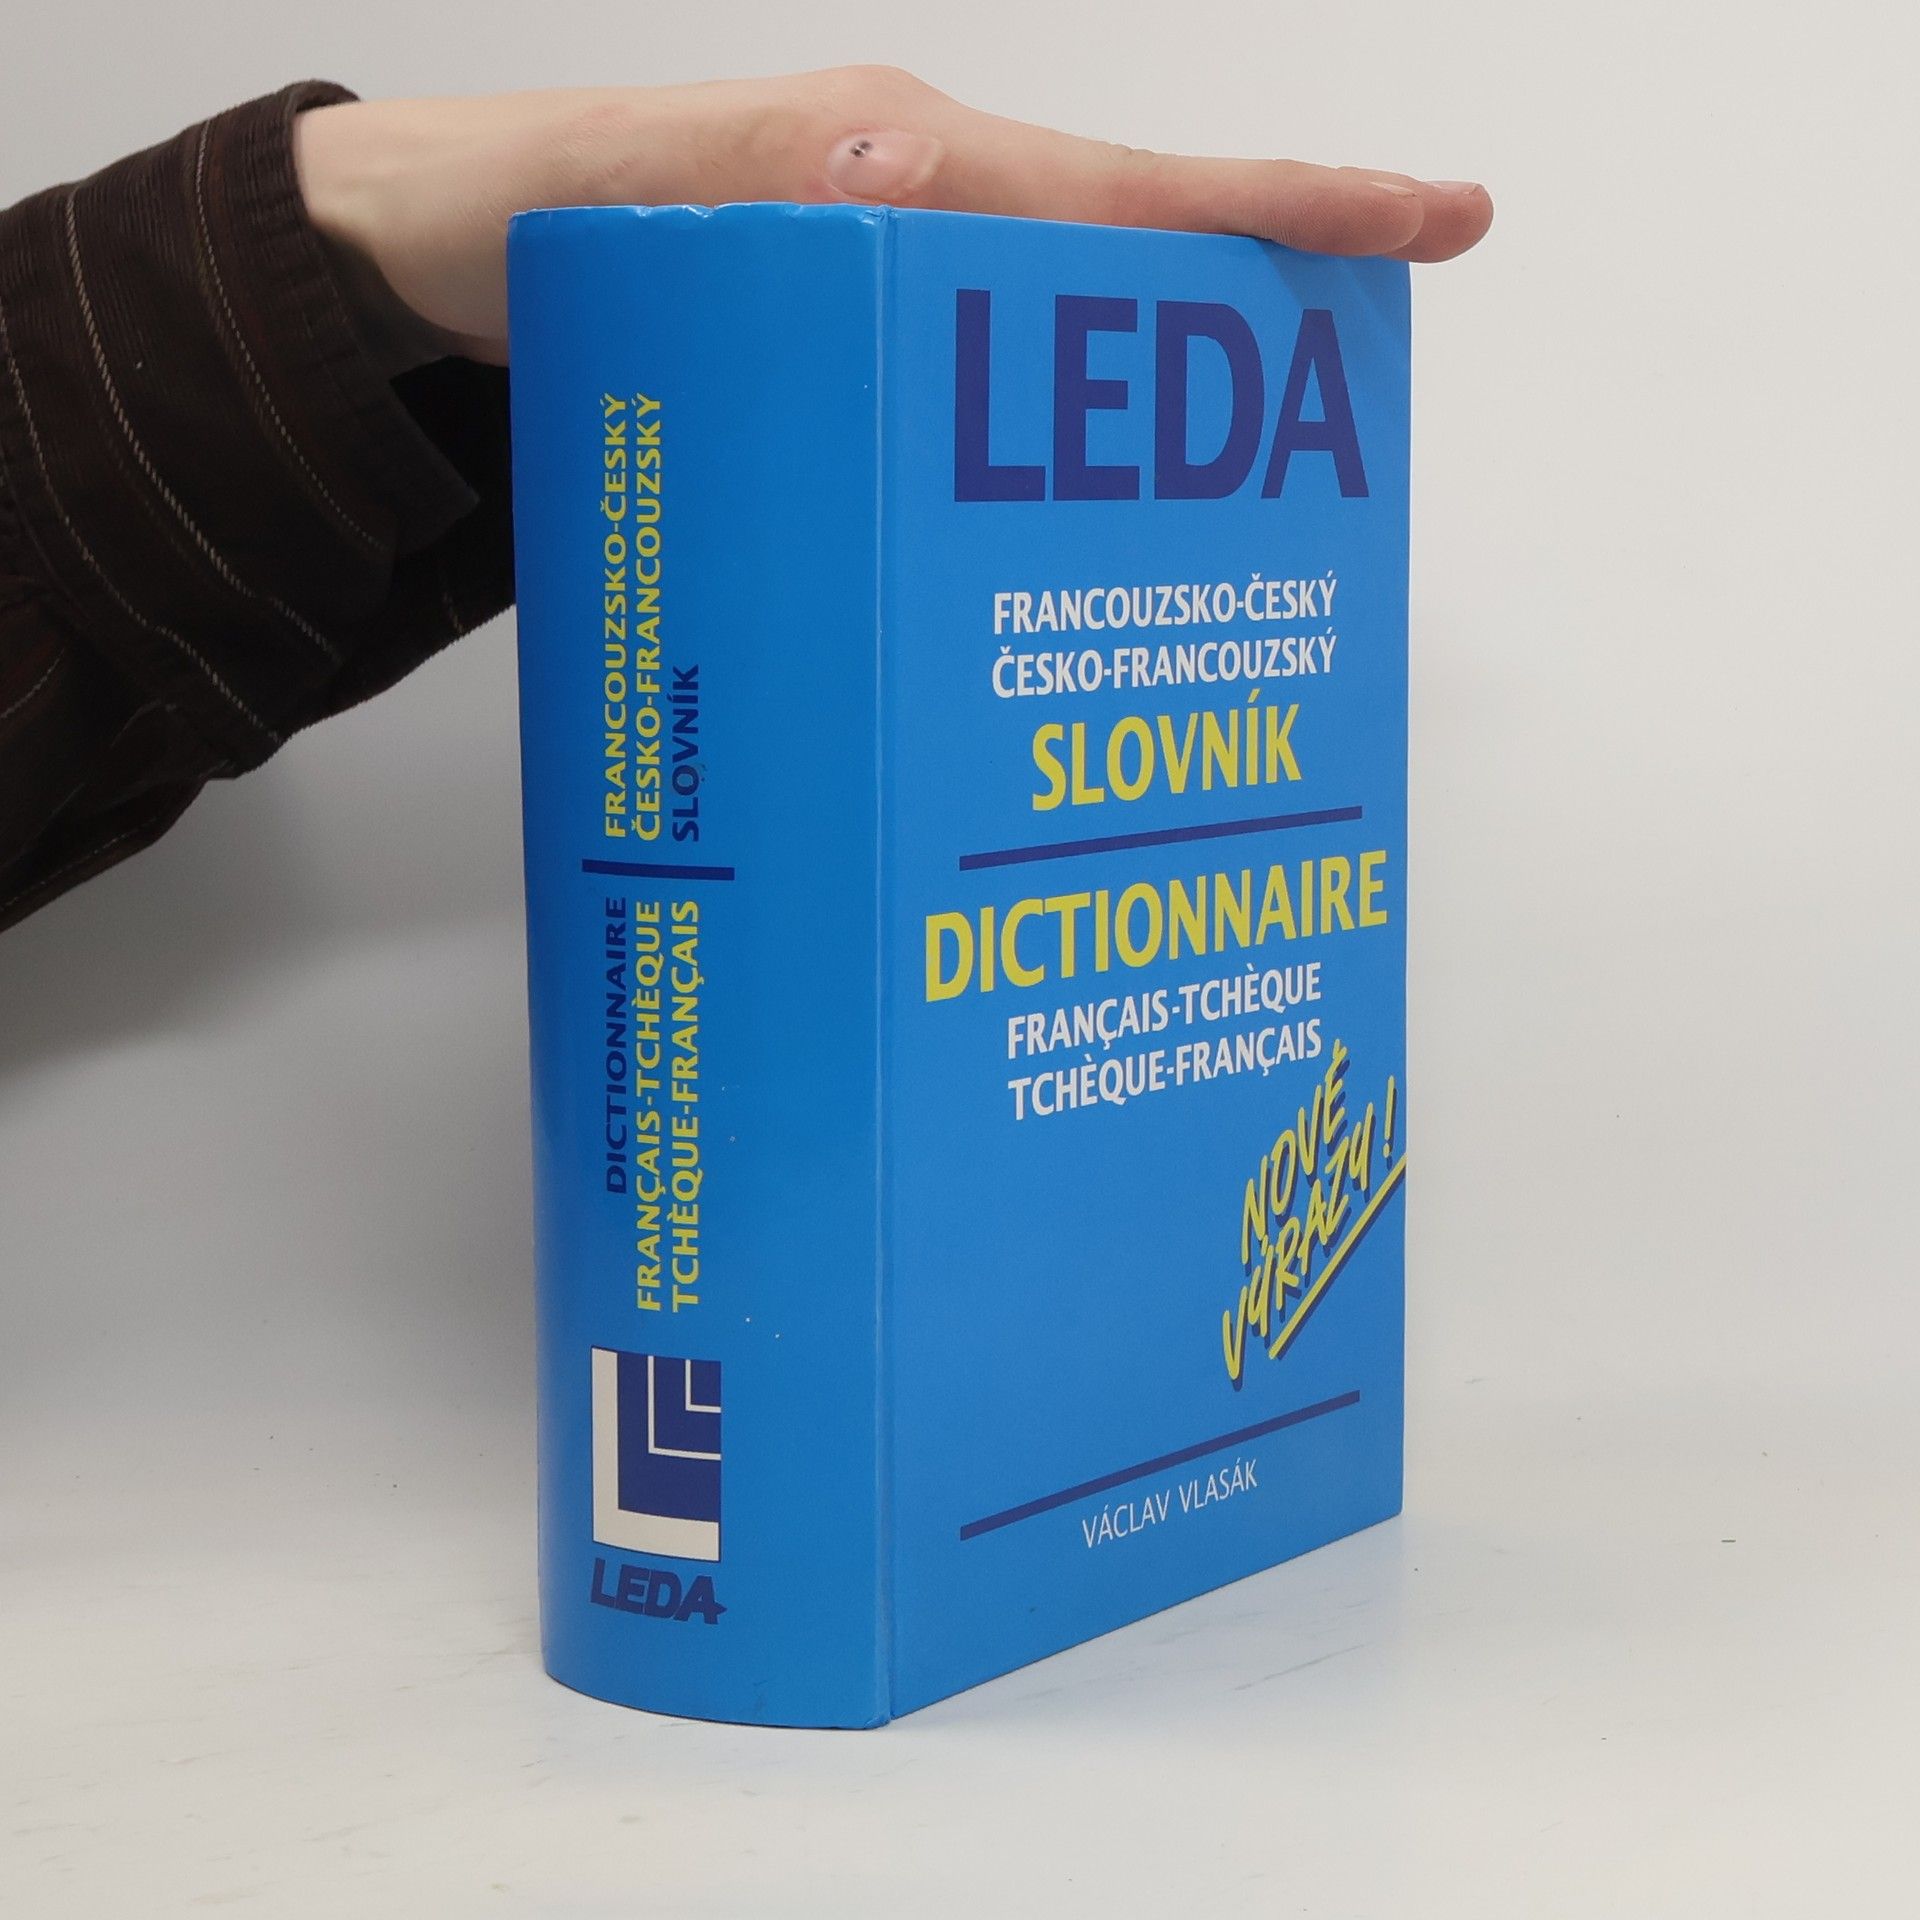 FRANCOUZSKO-ČESKÝ
ČESKO-FRANCOUZSKÝ
SLOVNÍK
DICTIONNAIRE
FRANÇAIS-TCHÈQUE
TCHÈQUE-FRANÇAIS
LEDA
LEDA
FRANCOUZSKO-ČESKÝ
ČESKO-FRANCOUZSKÝ
SLOVNÍK
DICTIONNAIRE
FRANÇAIS-TCHÈQUE
TCHÈQUE-FRANÇAIS
NOVÉ
VÝRAZY!
VÁCLAV VLASÁK